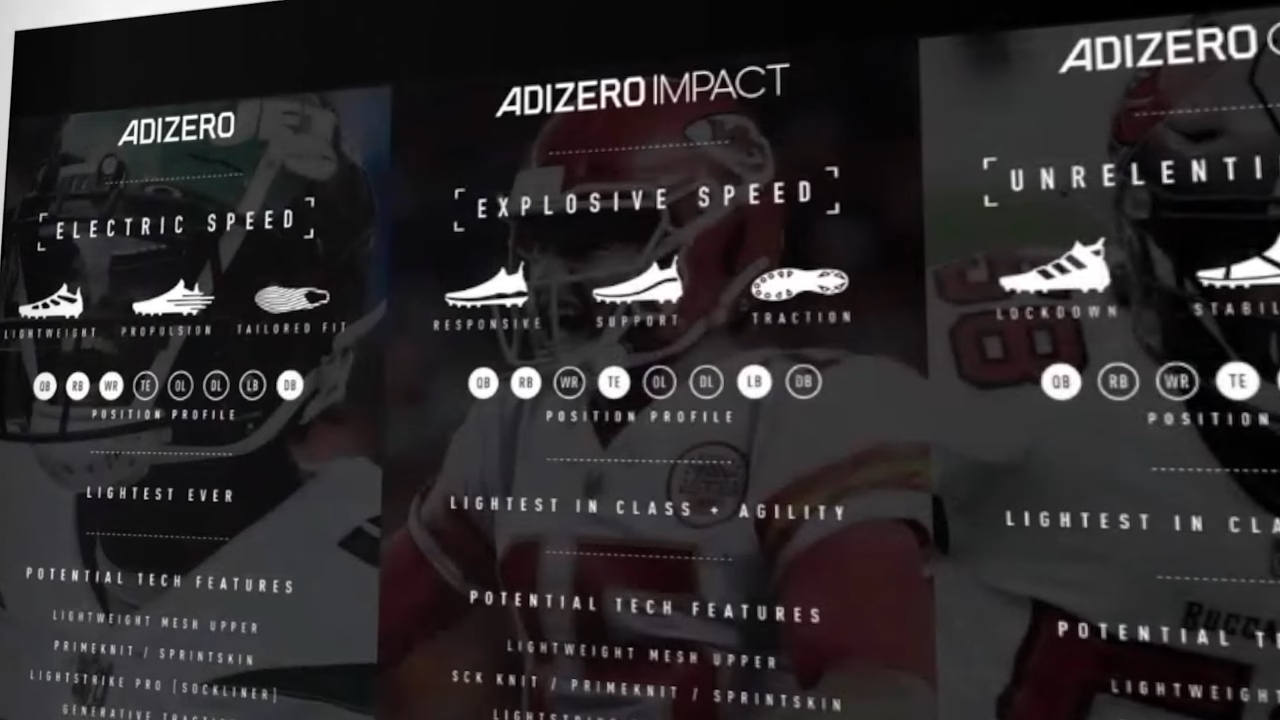 ADIZERO
ELECTRIC SPEED
LIGHTWEIGHT PROPULSION TAILORED FIT
QB RB WR TE OL DL LB DB
POSITION PROFILE
LIGHTEST EVER
POTENTIAL TECH FEATURES
LIGHTWEIGHT MESH UPPER
PRIMEKNIT / SPRINTSKIN
LIGHTSTRIKE PRO [SOCKLINER]
GENERATIVE
ADIZERO IMPACT
EXPLOSIVE SPEED
RESPONSIVE SUPPORT TRACTION
QB RB WR TE OL DL LB DB
POSITION PROFILE
LIGHTEST IN CLASS + AGILITY
POTENTIAL TECH FEATURES
LIGHTWEIGHT MESH UPPER
SCK KNIT / PRIMEKNIT / SPRINTSKIN
ADIZERO
UNRELENTI
LOCKDOWN STABIL
QB RB WR TE
POSITION
LIGHTEST IN CLA
POTENTIAL T
LIGHTWEIGHT